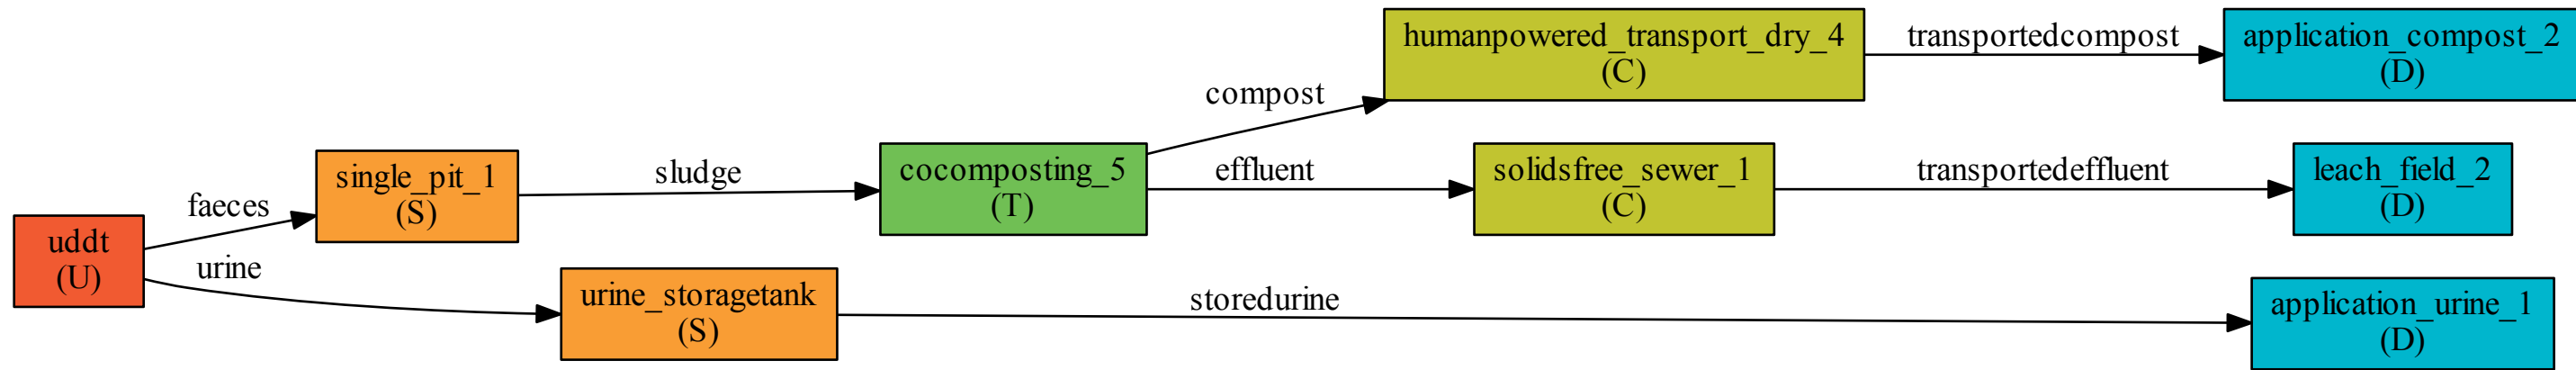 uddt
(U)
faeces
urine
single_pit_1
(S)
urine_storagetank
(S)
sludge
storedurine
cocomposting_5
(T)
compost
effluent
humanpowered_transport_dry_4
(C)
solidsfree_sewer_1
(C)
transportedcompost
transportedeffluent
application_compost_2
(D)
leach_field_2
(D)
application_urine_1
(D)